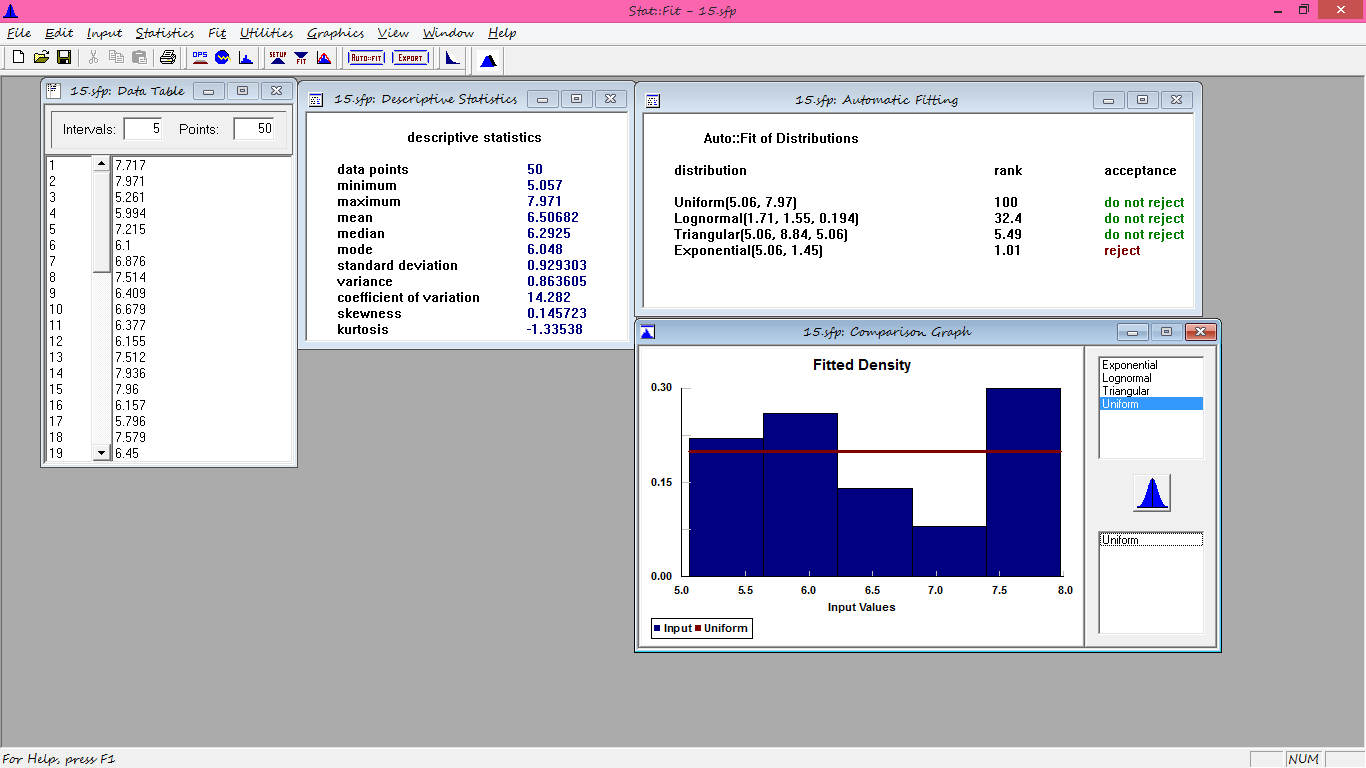 Stat::Fit - 15.sfp
File Edit Input Statistics Fit Utilities Graphics View Window Help
OPS SETUP FIT AUTO::FIT EXPORT
15.sfp: Data Table
Intervals: 5 Points: 50
1 7.717
2 7.971
3 5.261
4 5.994
5 7.215
6 6.1
7 6.876
8 7.514
9 6.409
10 6.679
11 6.377
12 6.155
13 7.512
14 7.936
15 7.96
16 6.157
17 5.796
18 7.579
19 6.45
15.sfp: Descriptive Statistics
descriptive statistics
data points 50
minimum 5.057
maximum 7.971
mean 6.50682
median 6.2925
mode 6.048
standard deviation 0.929303
variance 0.863605
coefficient of variation 14.282
skewness 0.145723
kurtosis -1.33538
15.sfp: Automatic Fitting
Auto::Fit of Distributions
distribution rank acceptance
Uniform(5.06, 7.97) 100 do not reject
Lognormal(1.71, 1.55, 0.194) 32.4 do not reject
Triangular(5.06, 8.84, 5.06) 5.49 do not reject
Exponential(5.06, 1.45) 1.01 reject
15.sfp: Comparison Graph
Fitted Density
0.30
0.15
0.00
5.0 5.5 6.0 6.5 7.0 7.5 8.0
Input Values
Input Uniform
Exponential
Lognormal
Triangular
Uniform
Uniform
For Help, press F1
NUM